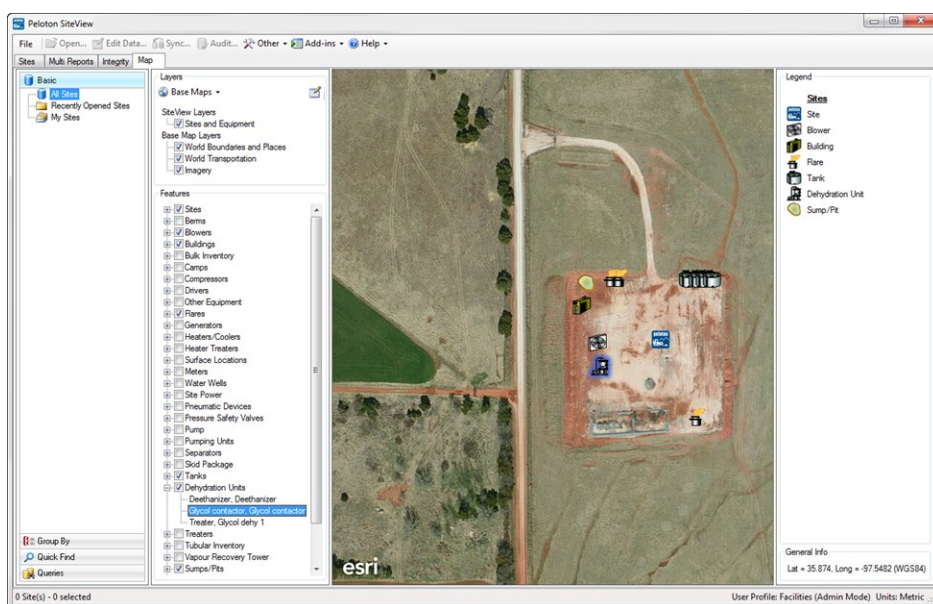 Peloton SiteView
File Open... Edit Data... Sync... Audit... Other Add-ins Help
Sites Multi Reports Integrity Map
Basic
All Sites
Recently Opened Sites
My Sites
Group By
Quick Find
Queries
Layers
Base Maps
SiteView Layers
Sites and Equipment
Base Map Layers
World Boundaries and Places
World Transportation
Imagery
Features
Sites
Berms
Blowers
Buildings
Bulk Inventory
Camps
Compressors
Drivers
Other Equipment
Flares
Generators
Heaters/Coolers
Heater Treaters
Surface Locations
Meters
Water Wells
Site Power
Pneumatic Devices
Pressure Safety Valves
Pump
Pumping Units
Separators
Skid Package
Tanks
Dehydration Units
Deethanizer, Deethanizer
Glycol contactor, Glycol contactor
Treater, Glycol dehy 1
Treaters
Tubular Inventory
Vapour Recovery Tower
Sumps/Pits
peloton
esri
Legend
Sites
Site
Blower
Building
Flare
Tank
Dehydration Unit
Sump/Pit
General Info
Lat = 35.874, Long = -97.5482 (WGS84)
0 Site(s) - 0 selected
User Profile: Facilities (Admin Mode) Units: Metric